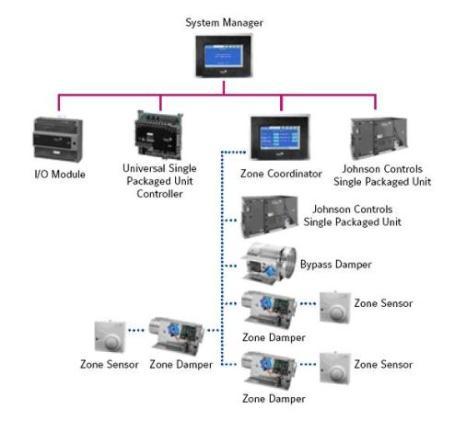 System Manager
I/O Module
Universal Single
Packaged Unit
Controller
Zone Coordinator
Johnson Controls
Single Packaged Unit
Johnson Controls
Single Packaged Unit
Bypass Damper
Zone Sensor
Zone Damper
Zone Sensor
Zone Damper
Zone Sensor
Zone Damper